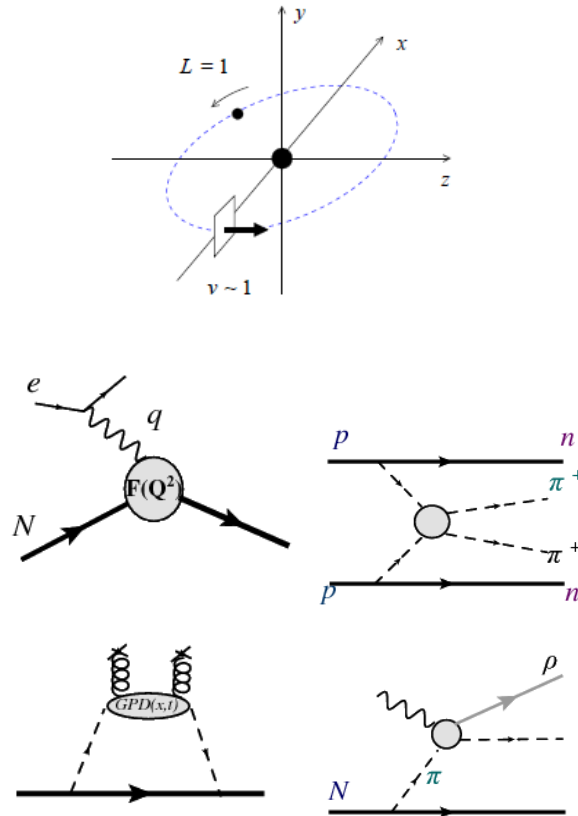 y
x
L = 1
z
v ~ 1
e
q
F(Q²)
N
p n
π +
π +
p n
GPD(x,t)
ρ
π
N